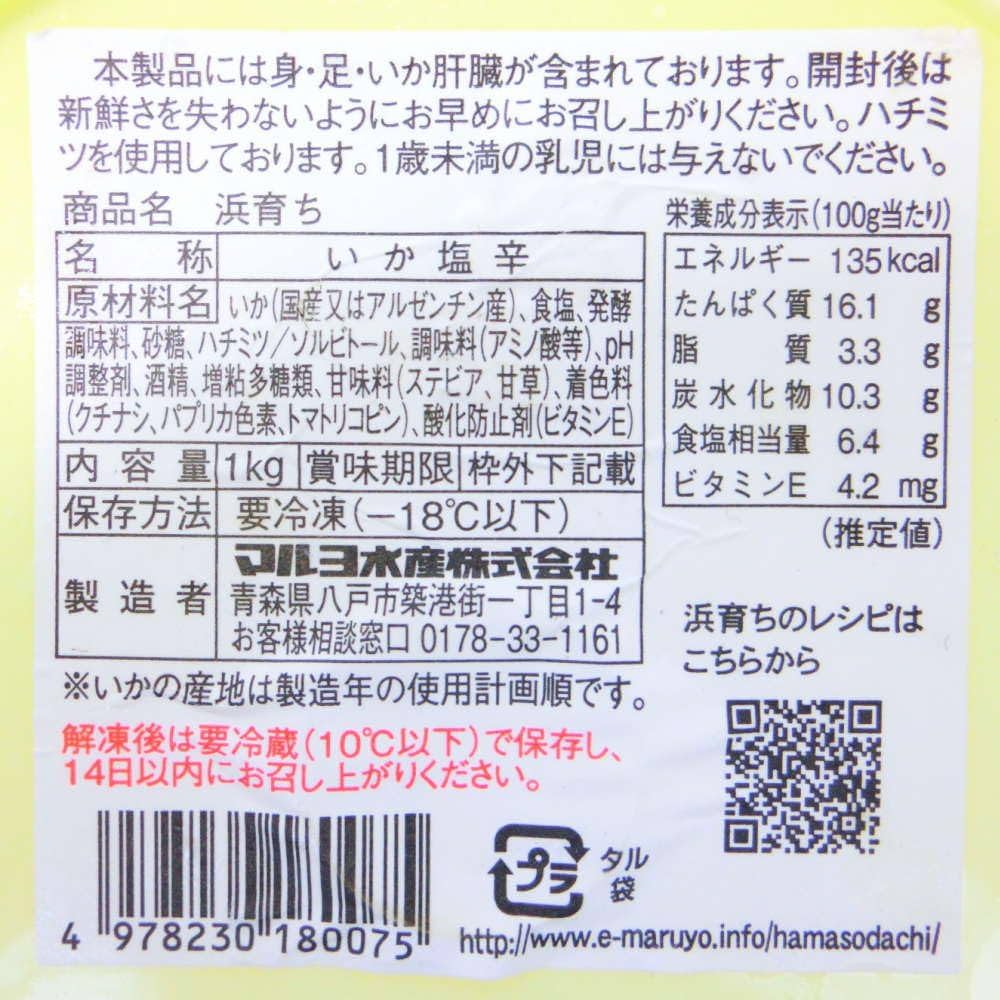 本製品には身・足・いか肝臓が含まれております。開封後は
新鮮さを失わないようにお早めにお召し上がりください。ハチミ
ツを使用しております。1歳未満の乳児には与えないでください。
商品名 浜育ち
名称 いか塩辛
原材料名 いか(国産又はアルゼンチン産)、食塩、発酵
調味料、砂糖、ハチミツ/ソルビトール、調味料(アミノ酸等)、pH
調整剤、酒精、増粘多糖類、甘味料(ステビア、甘草)、着色料
(クチナシ、パプリカ色素、トマトリコピン)、酸化防止剤(ビタミンE)
内容量 1kg 賞味期限 枠外下記載
保存方法 要冷凍(−18℃以下)
製造者 マルヨ水産株式会社
青森県八戸市築港街一丁目1-4
お客様相談窓口 0178-33-1161
※いかの産地は製造年の使用計画順です。
解凍後は要冷蔵(10℃以下)で保存し、
14日以内にお召し上がりください。
栄養成分表示(100g当たり)
エネルギー 135kcal
たんぱく質 16.1 g
脂質 3.3 g
炭水化物 10.3 g
食塩相当量 6.4 g
ビタミンE 4.2 mg
(推定値)
浜育ちのレシピは
こちらから
プラ
タル
袋
4 978230 180075
http://www.e-maruyo.info/hamasodachi/